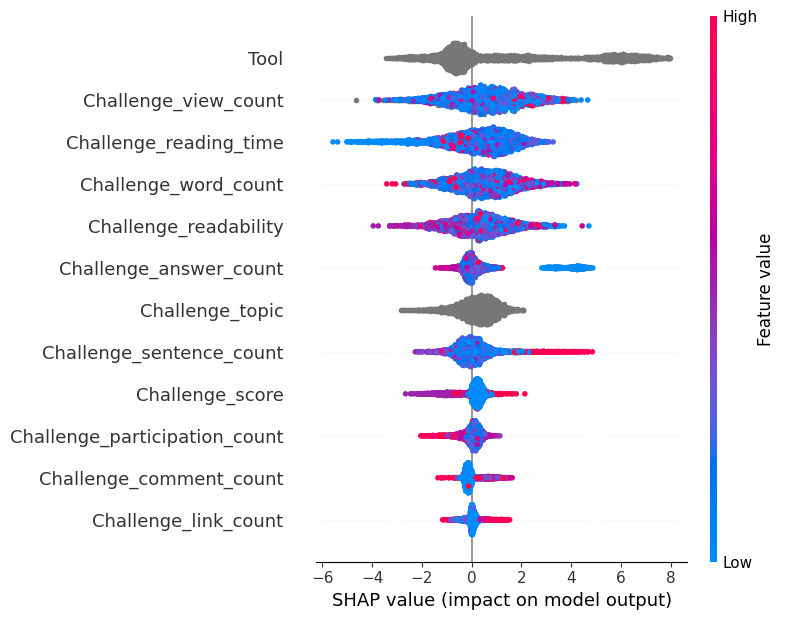 High
Tool
Challenge_view_count
Challenge_reading_time
Challenge_word_count
Challenge_readability
Challenge_answer_count
Challenge_topic
Challenge_sentence_count
Challenge_score
Challenge_participation_count
Challenge_comment_count
Challenge_link_count
Feature value
Low
−6 −4 −2 0 2 4 6 8
SHAP value (impact on model output)